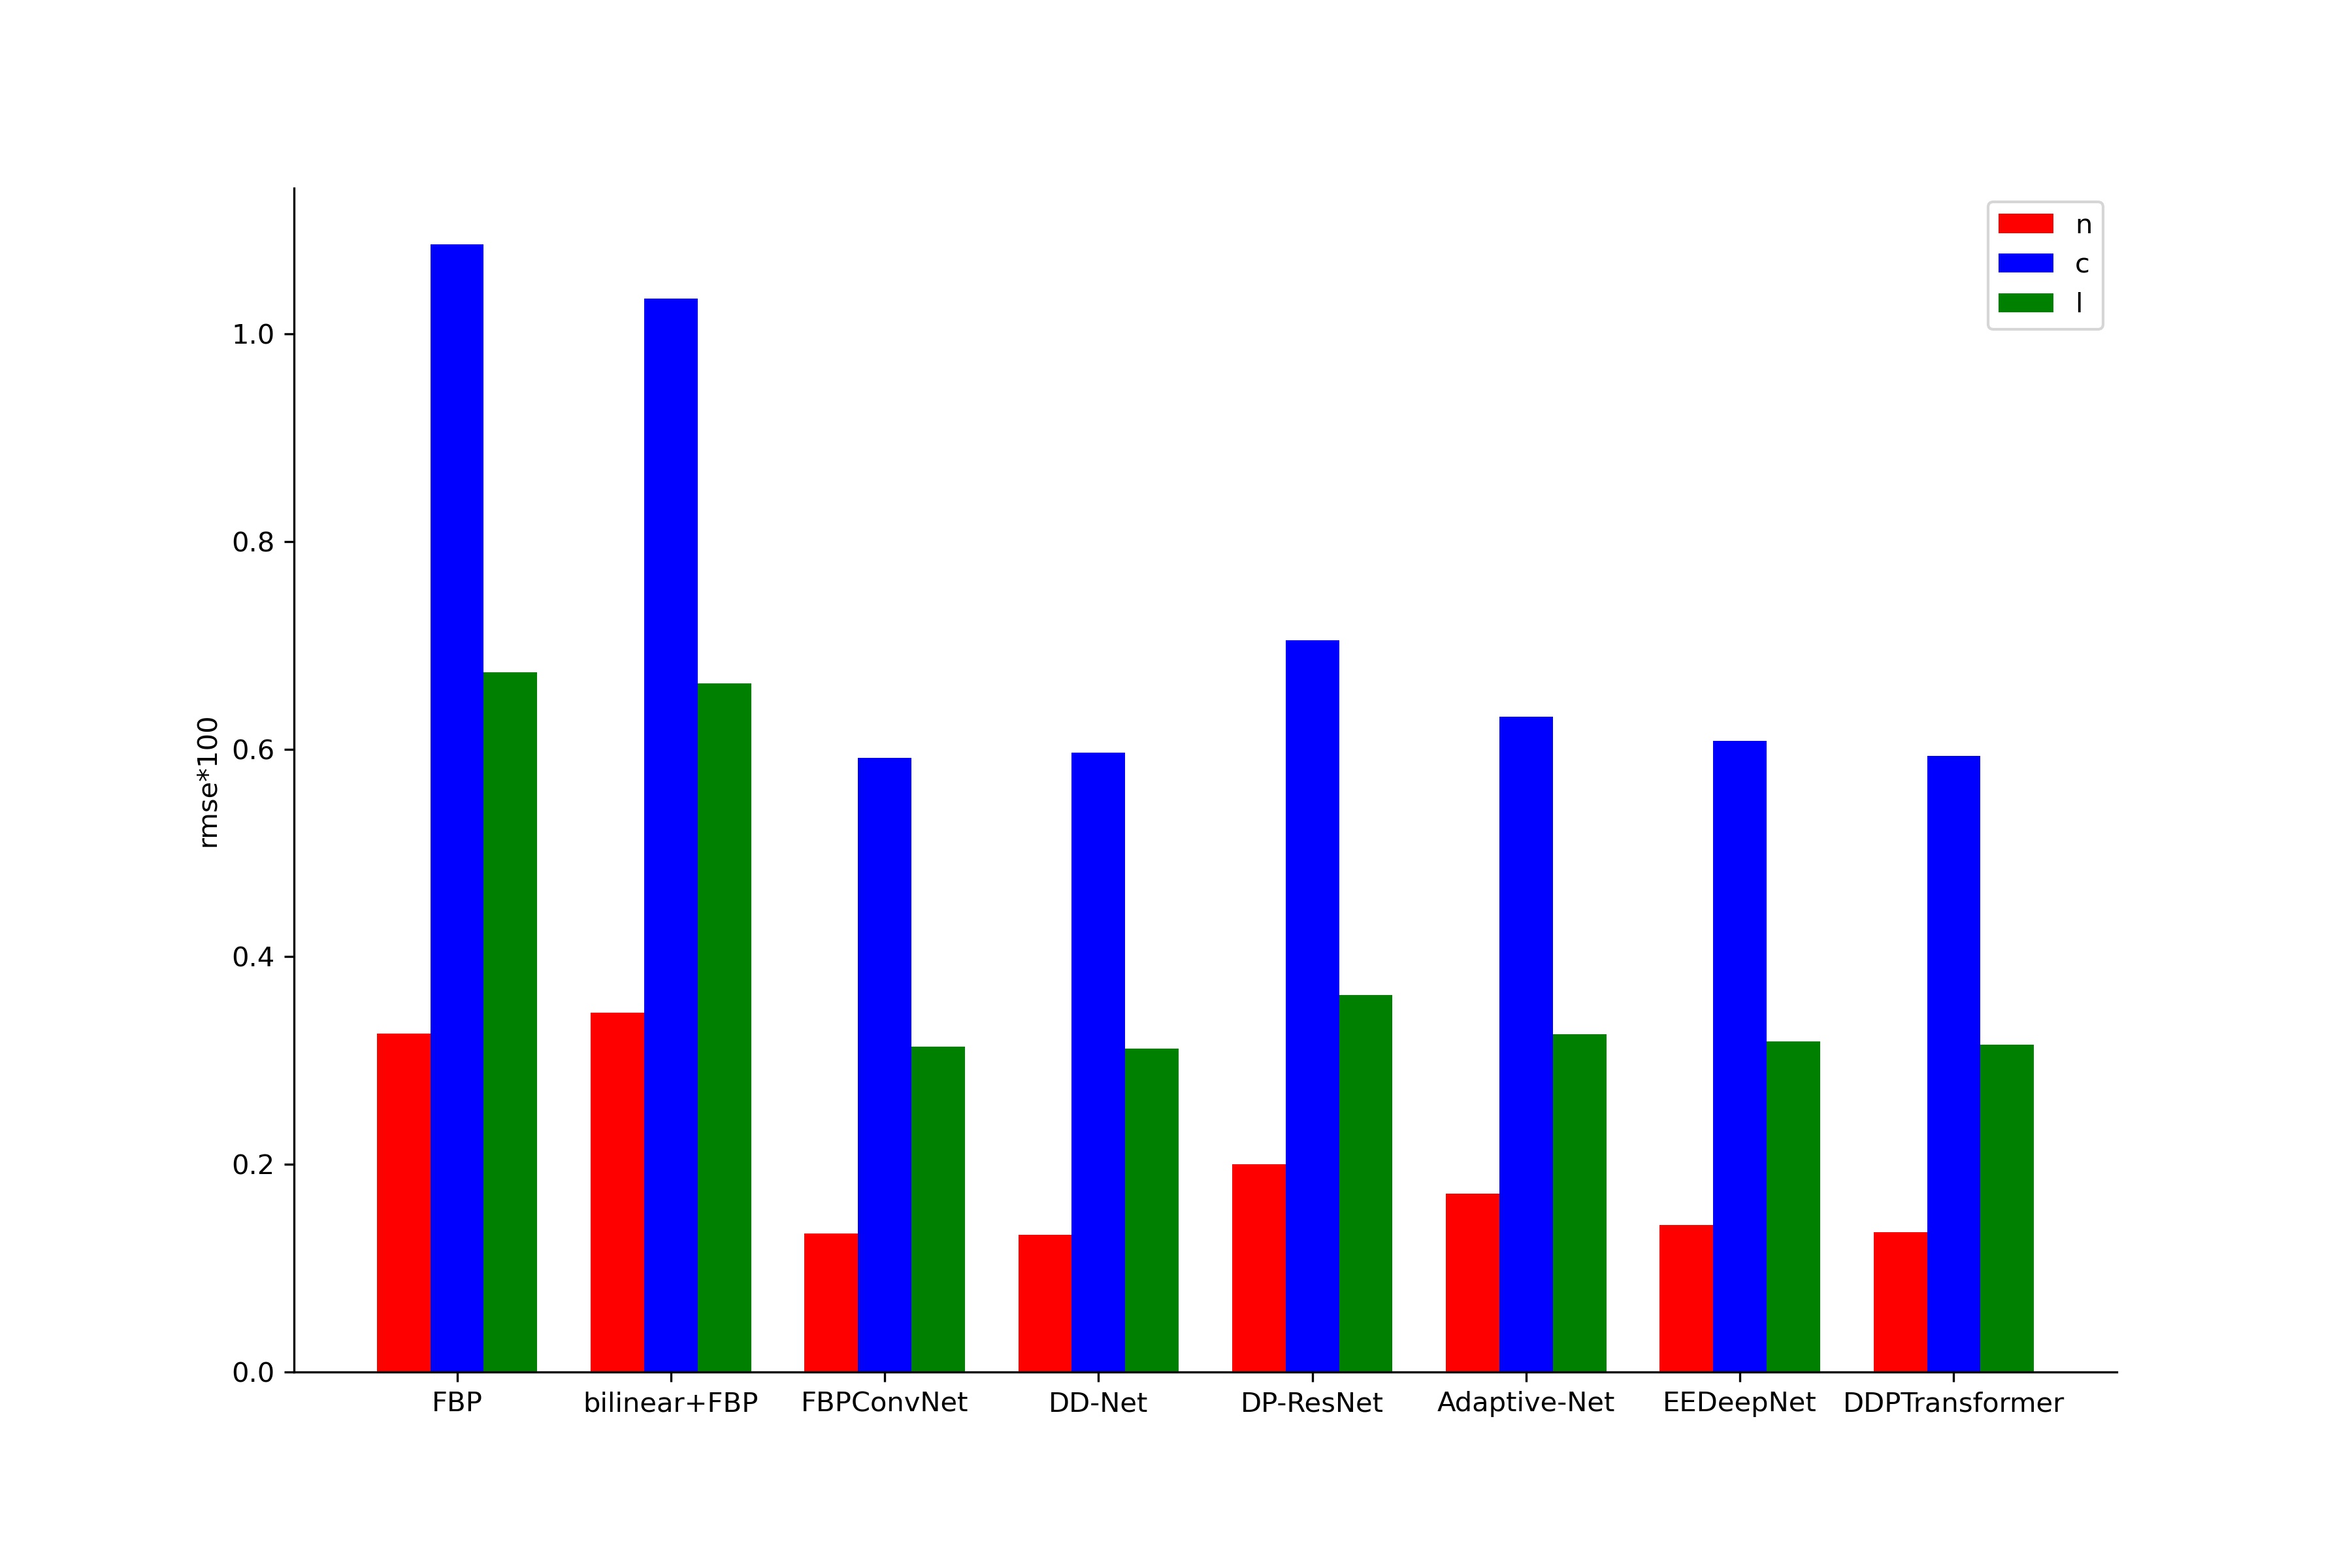 n
c
l
1.0
0.8
0.6
0.4
0.2
0.0
rmse*100
FBP bilinear+FBP FBPConvNet DD-Net DP-ResNet Adaptive-Net EEDeepNet DDPTransformer